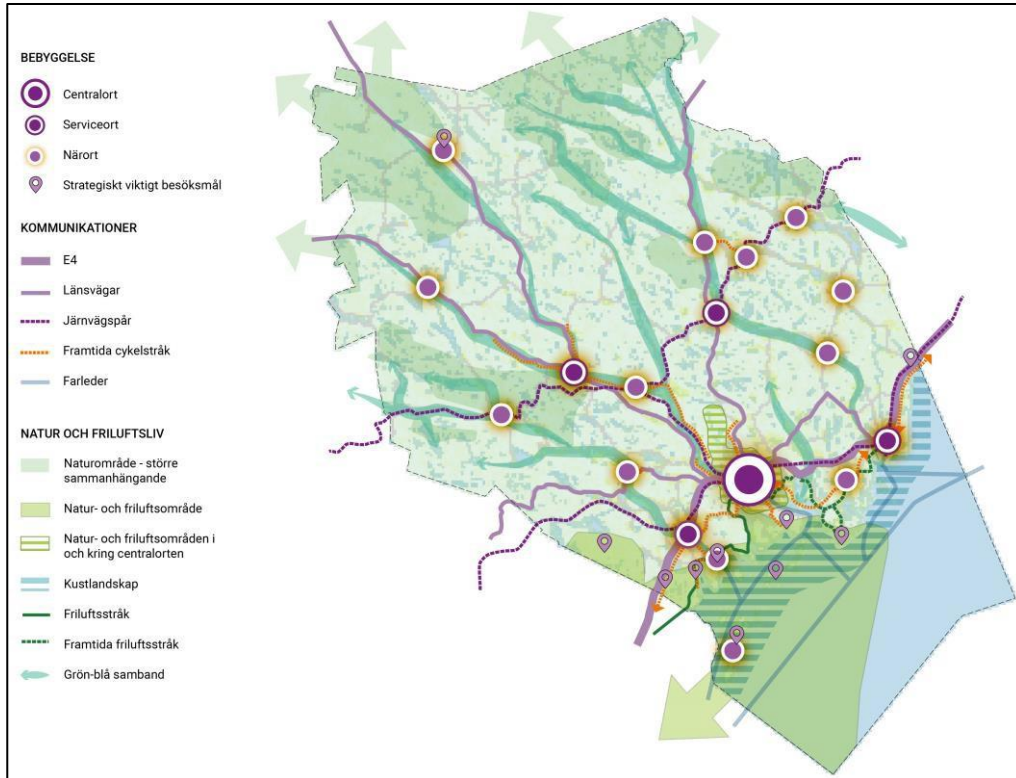 BEBYGGELSE
Centralort
Serviceort
Närort
Strategiskt viktigt besöksmål
KOMMUNIKATIONER
E4
Länsvägar
Järnvägspår
Framtida cykelstråk
Farleder
NATUR OCH FRILUFTSLIV
Naturområde - större
sammanhängande
Natur- och friluftsområde
Natur- och friluftsområden i
och kring centralorten
Kustlandskap
Friluftsstråk
Framtida friluftsstråk
Grön-blå samband